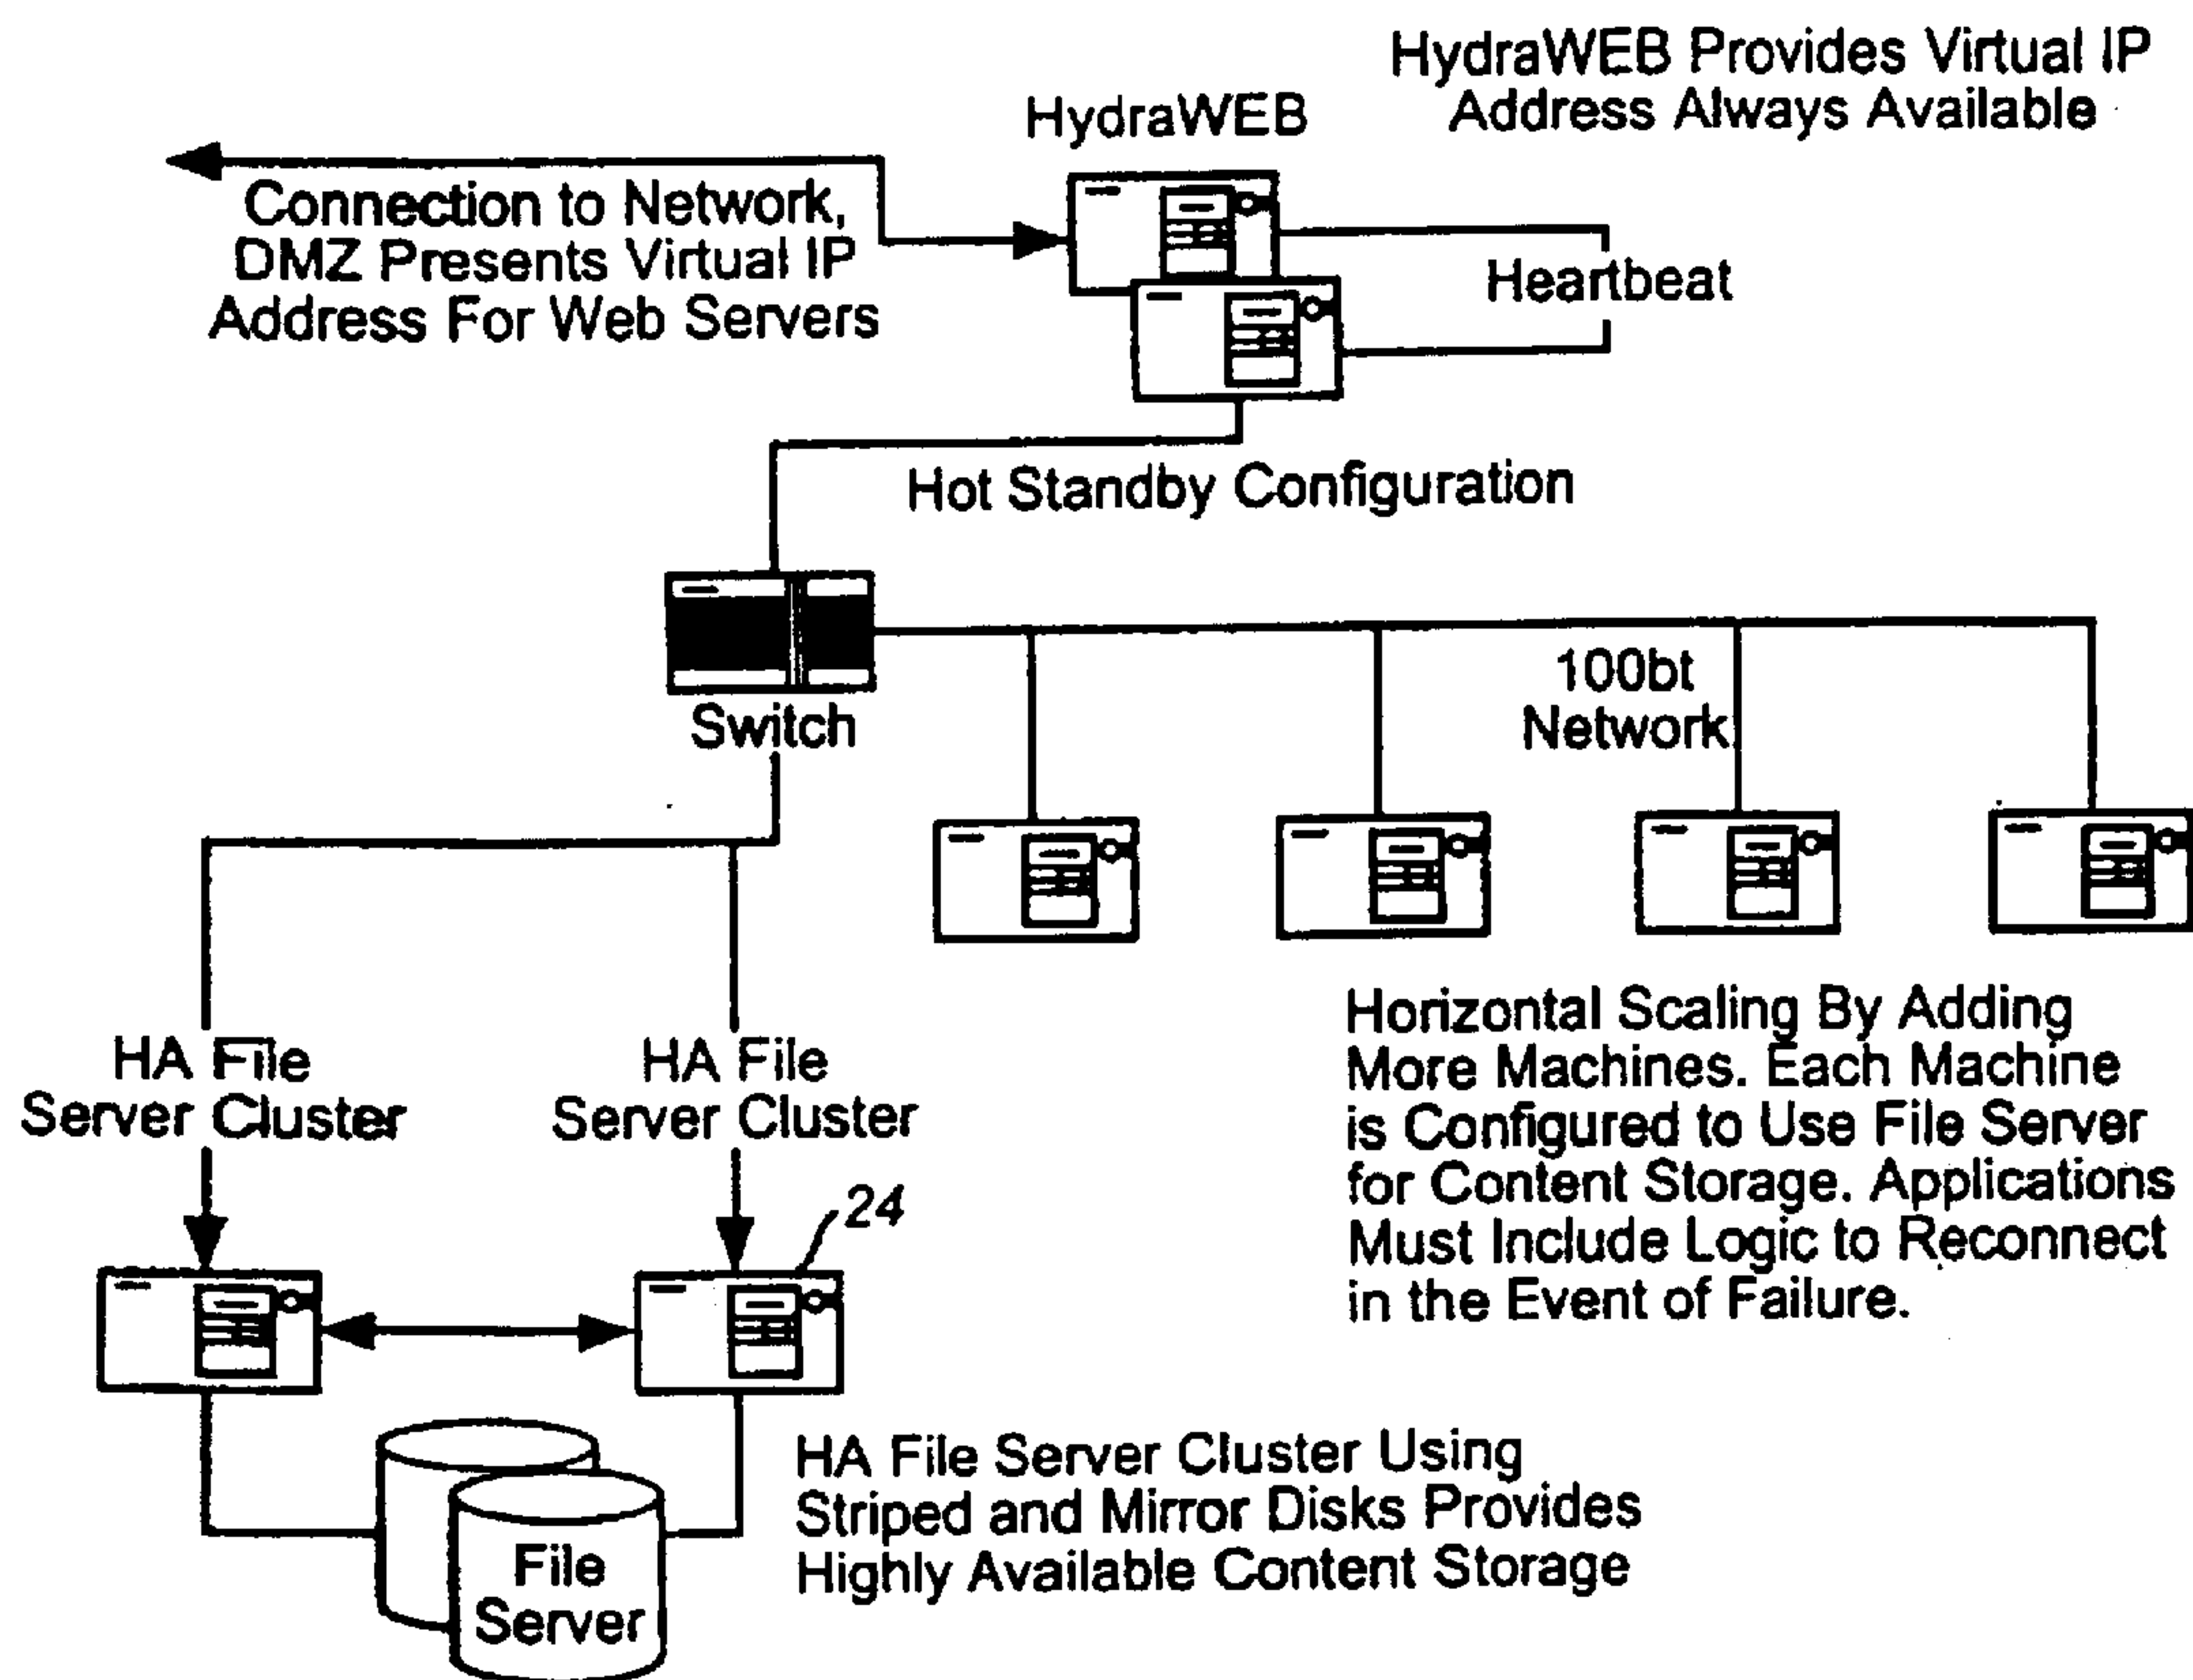 HydraWEB Provides Virtual IP
Address Always Available
HydraWEB
Connection to Network,
DMZ Presents Virtual IP
Address For Web Servers
Heartbeat
Hot Standby Configuration
Switch
100bt
Network
HA File
Server Cluster
HA File
Server Cluster
24
Horizontal Scaling By Adding
More Machines. Each Machine
is Configured to Use File Server
for Content Storage. Applications
Must Include Logic to Reconnect
in the Event of Failure.
HA File Server Cluster Using
Striped and Mirror Disks Provides
Highly Available Content Storage
File
Server